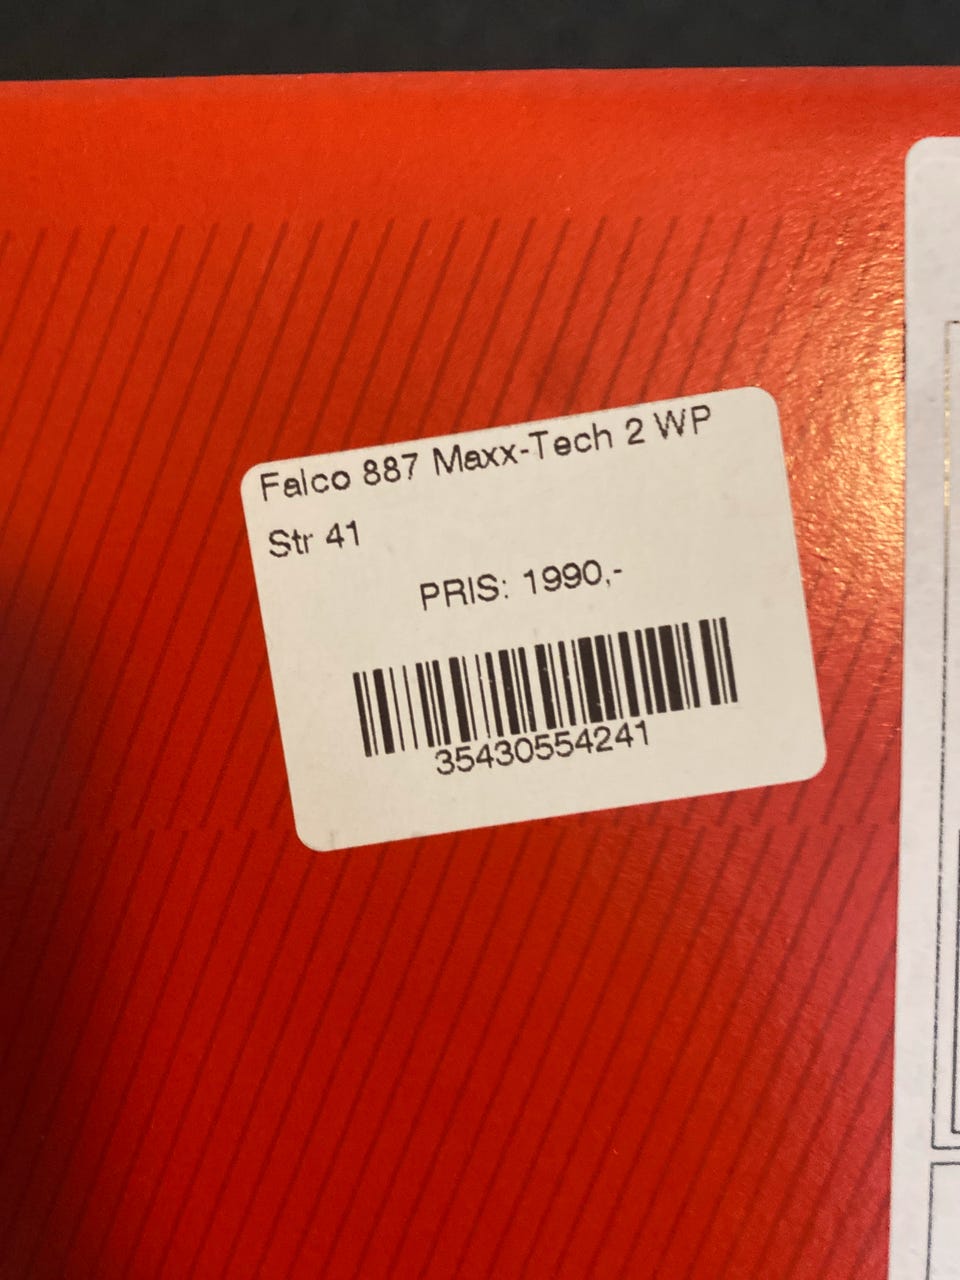 Falco 887 Maxx-Tech 2 WP
Str 41
PRIS: 1990,-
35430554241